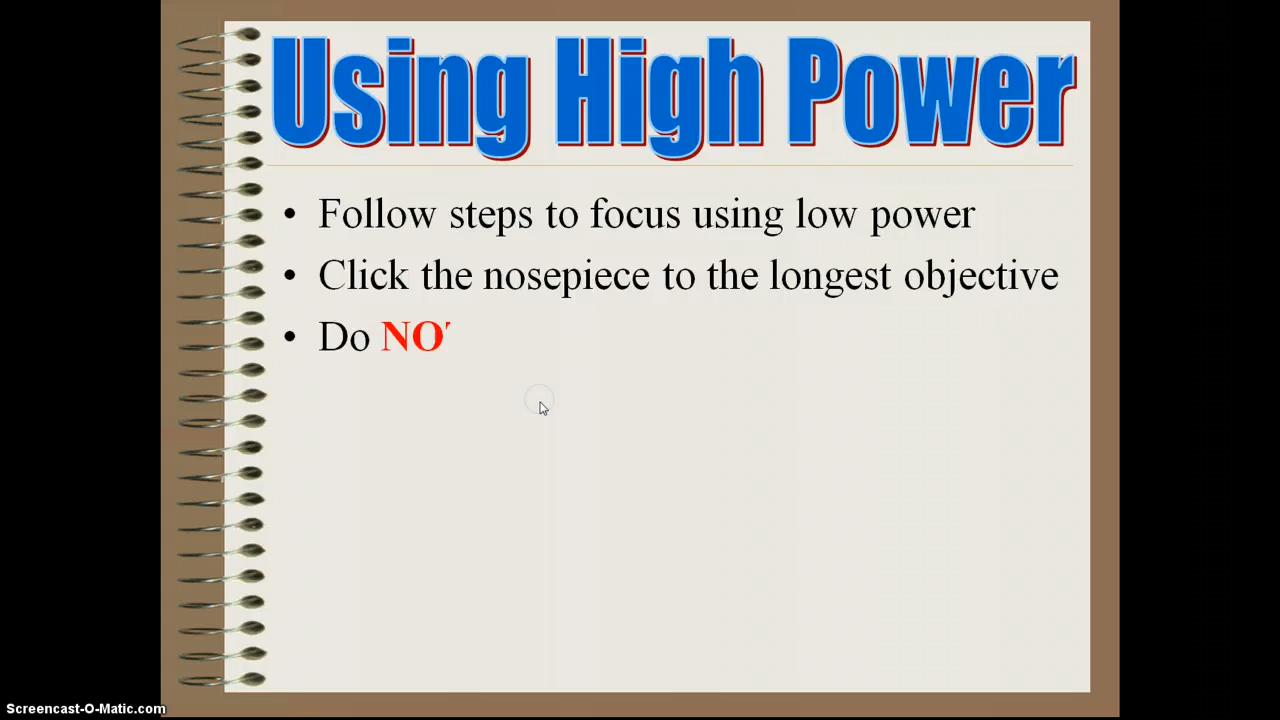 Using High Power
• Follow steps to focus using low power
• Click the nosepiece to the longest objective
• Do NO
Screencast-O-Matic.com